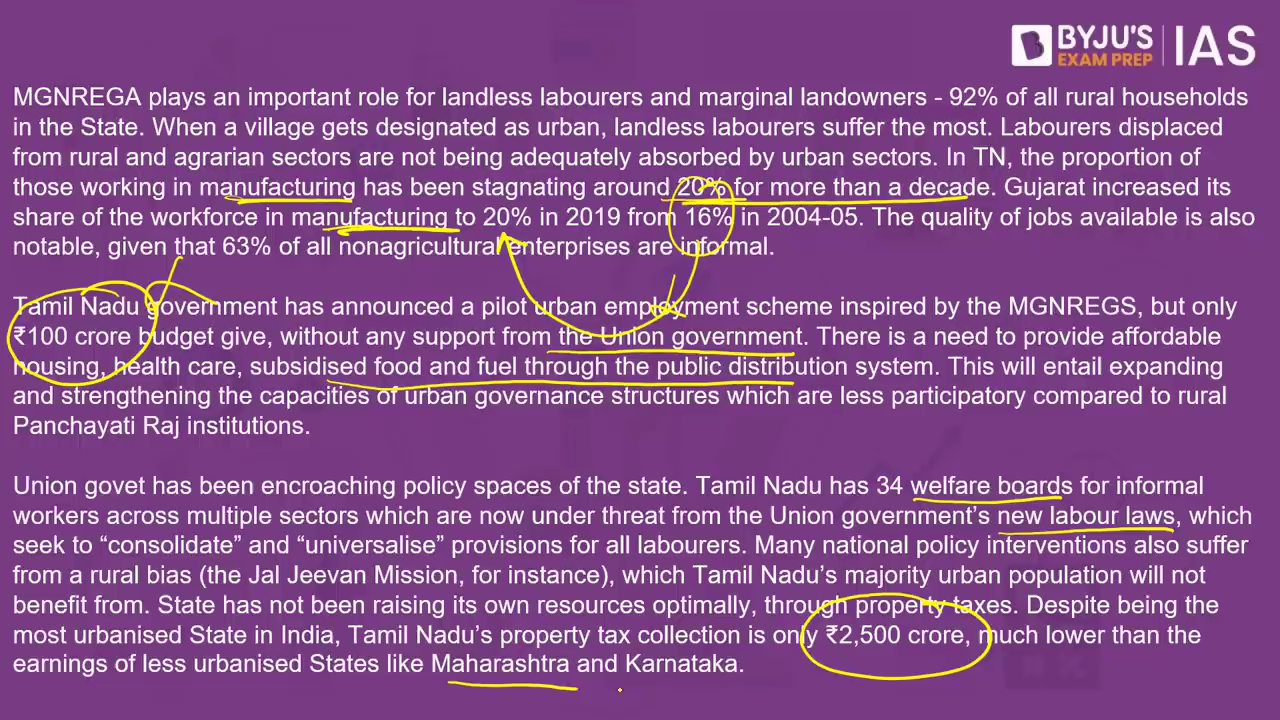 BYJU'S
EXAM PREP
IAS
MGNREGA plays an important role for landless labourers and marginal landowners - 92% of all rural households
in the State. When a village gets designated as urban, landless labourers suffer the most. Labourers displaced
from rural and agrarian sectors are not being adequately absorbed by urban sectors. In TN, the proportion of
those working in manufacturing has been stagnating around 20% for more than a decade. Gujarat increased its
share of the workforce in manufacturing to 20% in 2019 from 16% in 2004-05. The quality of jobs available is also
notable, given that 63% of all nonagricultural enterprises are informal.
Tamil Nadu government has announced a pilot urban employment scheme inspired by the MGNREGS, but only
₹100 crore budget give, without any support from the Union government. There is a need to provide affordable
housing, health care, subsidised food and fuel through the public distribution system. This will entail expanding
and strengthening the capacities of urban governance structures which are less participatory compared to rural
Panchayati Raj institutions.
Union govet has been encroaching policy spaces of the state. Tamil Nadu has 34 welfare boards for informal
workers across multiple sectors which are now under threat from the Union government's new labour laws, which
seek to “consolidate” and “universalise” provisions for all labourers. Many national policy interventions also suffer
from a rural bias (the Jal Jeevan Mission, for instance), which Tamil Nadu's majority urban population will not
benefit from. State has not been raising its own resources optimally, through property taxes. Despite being the
most urbanised State in India, Tamil Nadu's property tax collection is only ₹2,500 crore, much lower than the
earnings of less urbanised States like Maharashtra and Karnataka.